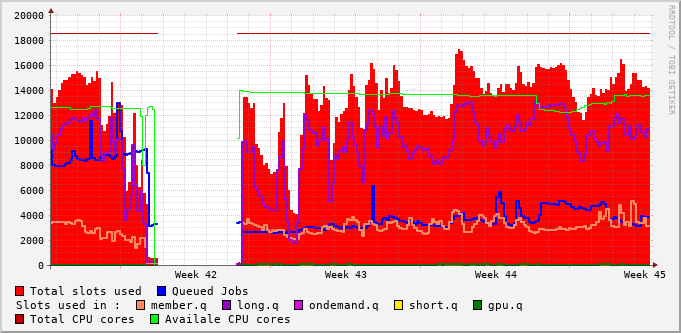 20000
18000
16000
14000
12000
10000
8000
6000
4000
2000
0
Week 42 Week 43 Week 44 Week 45
RRDTOOL / TOBI OETIKER
Total slots used Queued Jobs
Slots used in : member.q long.q ondemand.q short.q gpu.q
Total CPU cores Availale CPU cores